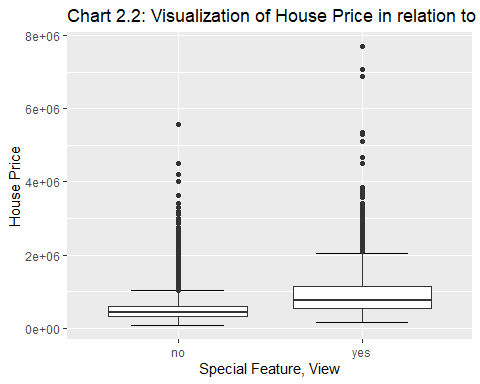 Chart 2.2: Visualization of House Price in relation to
8e+06
6e+06
4e+06
2e+06
0e+00
House Price
no yes
Special Feature, View